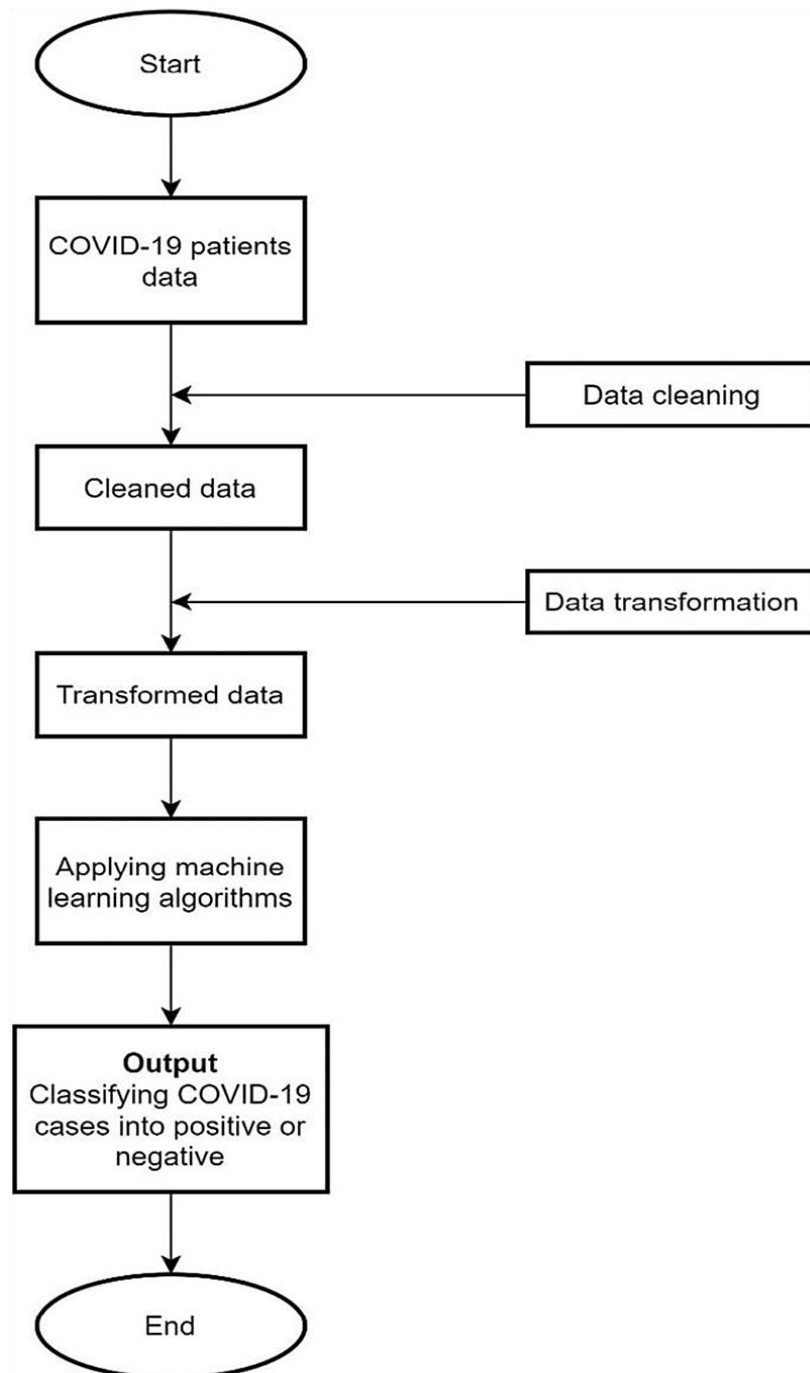 Start
COVID-19 patients
data
Data cleaning
Cleaned data
Data transformation
Transformed data
Applying machine
learning algorithms
Output
Classifying COVID-19
cases into positive or
negative
End